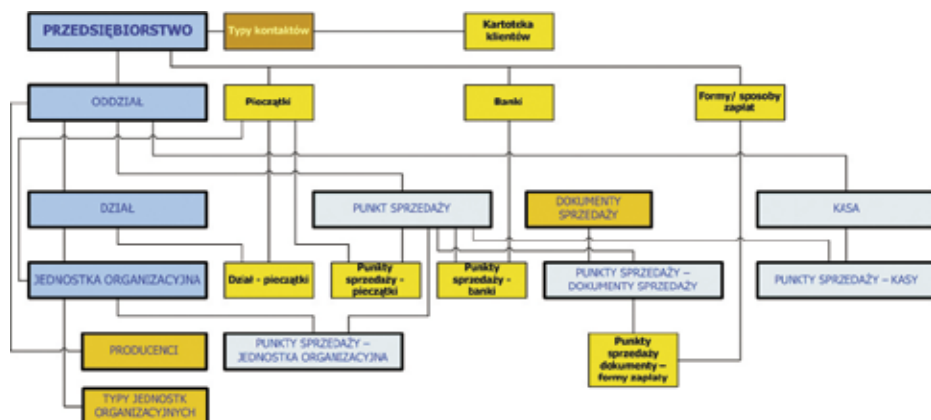 PRZEDSIĘBIORSTWO
Typy kontaktów
Kartoteka
klientów
ODDZIAŁ
Pieczątki
Banki
Formy/ sposoby
zapłat
DZIAŁ
PUNKT SPRZEDAŻY
DOKUMENTY
SPRZEDAŻY
KASA
JEDNOSTKA ORGANIZACYJNA
Dział - pieczątki
Punkty
sprzedaży -
pieczątki
Punkty
sprzedaży -
banki
PUNKTY SPRZEDAŻY –
DOKUMENTY SPRZEDAŻY
PUNKTY SPRZEDAŻY – KASY
PRODUCENCI
PUNKTY SPRZEDAŻY –
JEDNOSTKA ORGANIZACYJNA
Punkty
sprzedaży
dokumenty –
formy zapłaty
TYPY JEDNOSTK
ORGANIZACYJNYCH